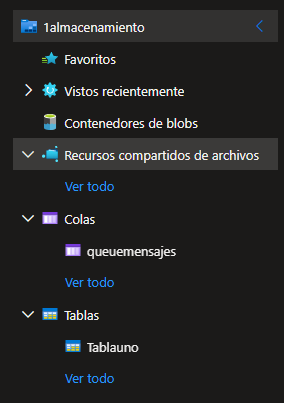 1almacenamiento
Favoritos
Vistos recientemente
Contenedores de blobs
Recursos compartidos de archivos
Ver todo
Colas
queuemensajes
Ver todo
Tablas
Tablauno
Ver todo